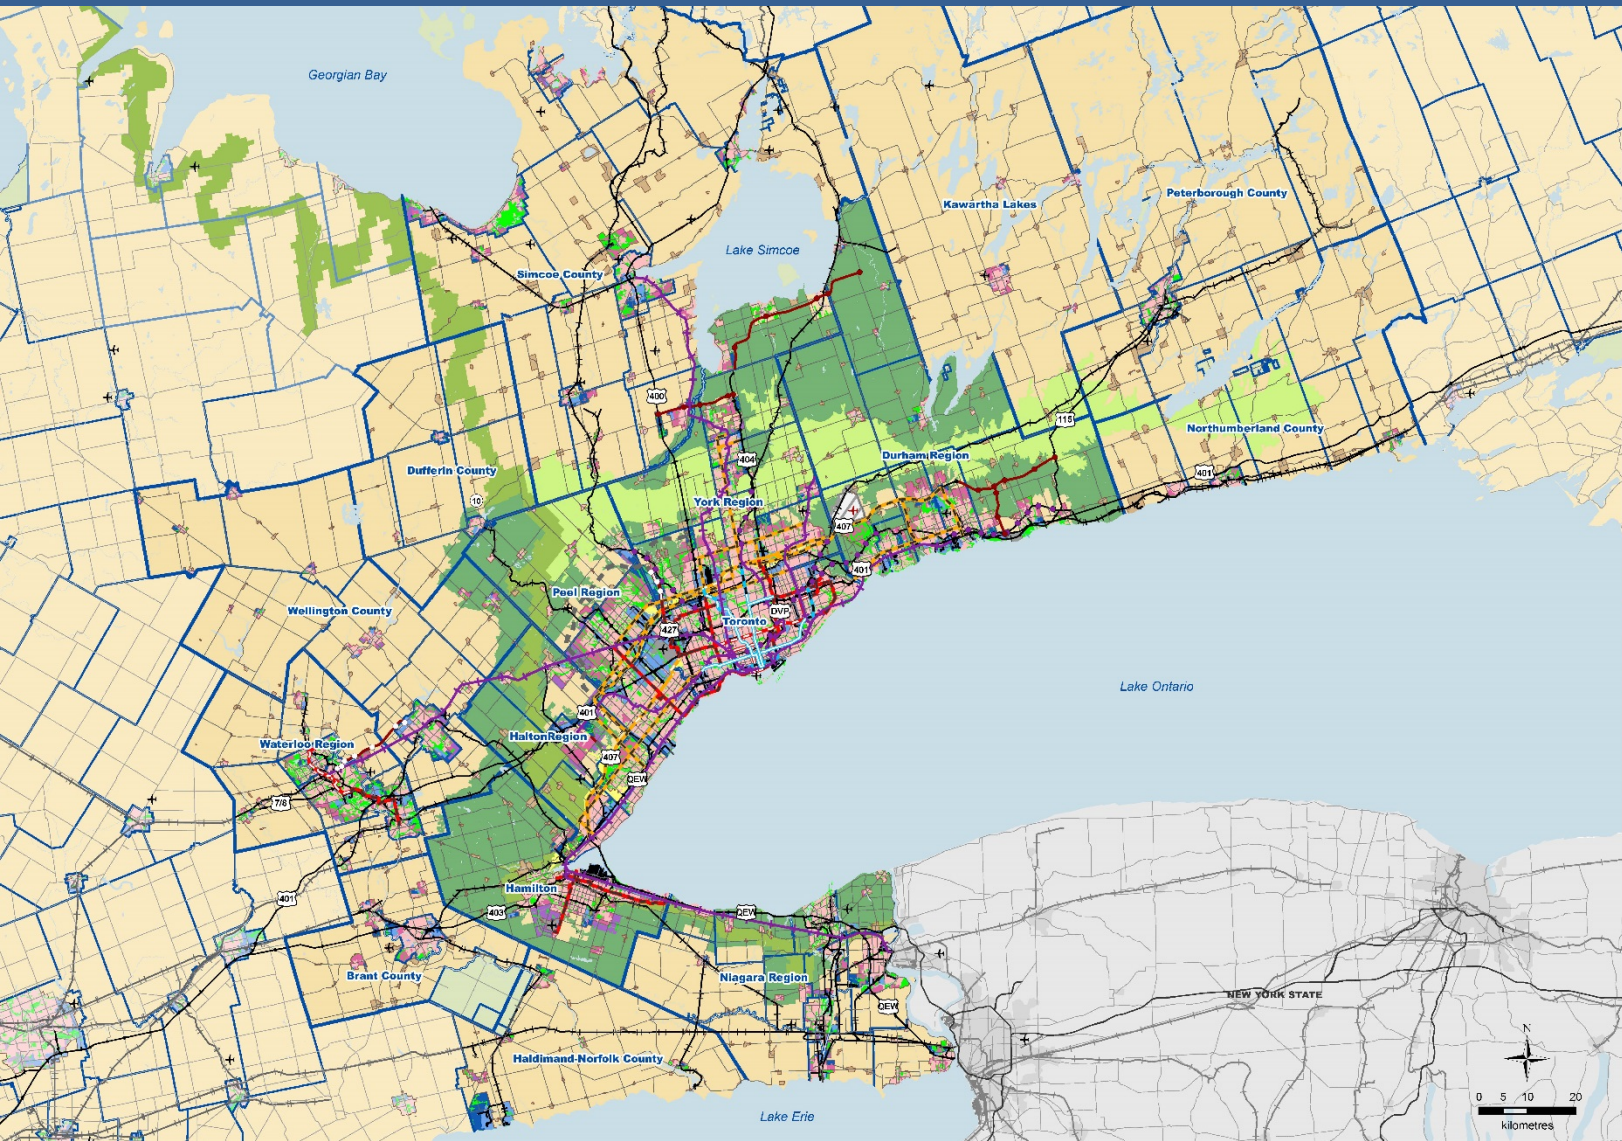 Georgian Bay
Peterborough County
Kawartha Lakes
Lake Simcoe
Simcoe County
400
115
Northumberland County
Durham Region
404
Dufferin County
401
10
York Region
407
401
Peel Region
Wellington County
DVP
Toronto
427
Lake Ontario
401
Halton Region
Waterloo Region
407
QEW
7/8
Hamilton
401
403
QEW
Brant County
Niagara Region
NEW YORK STATE
QEW
N
Haldimand-Norfolk County
0 5 10 20
kilometres
Lake Erie